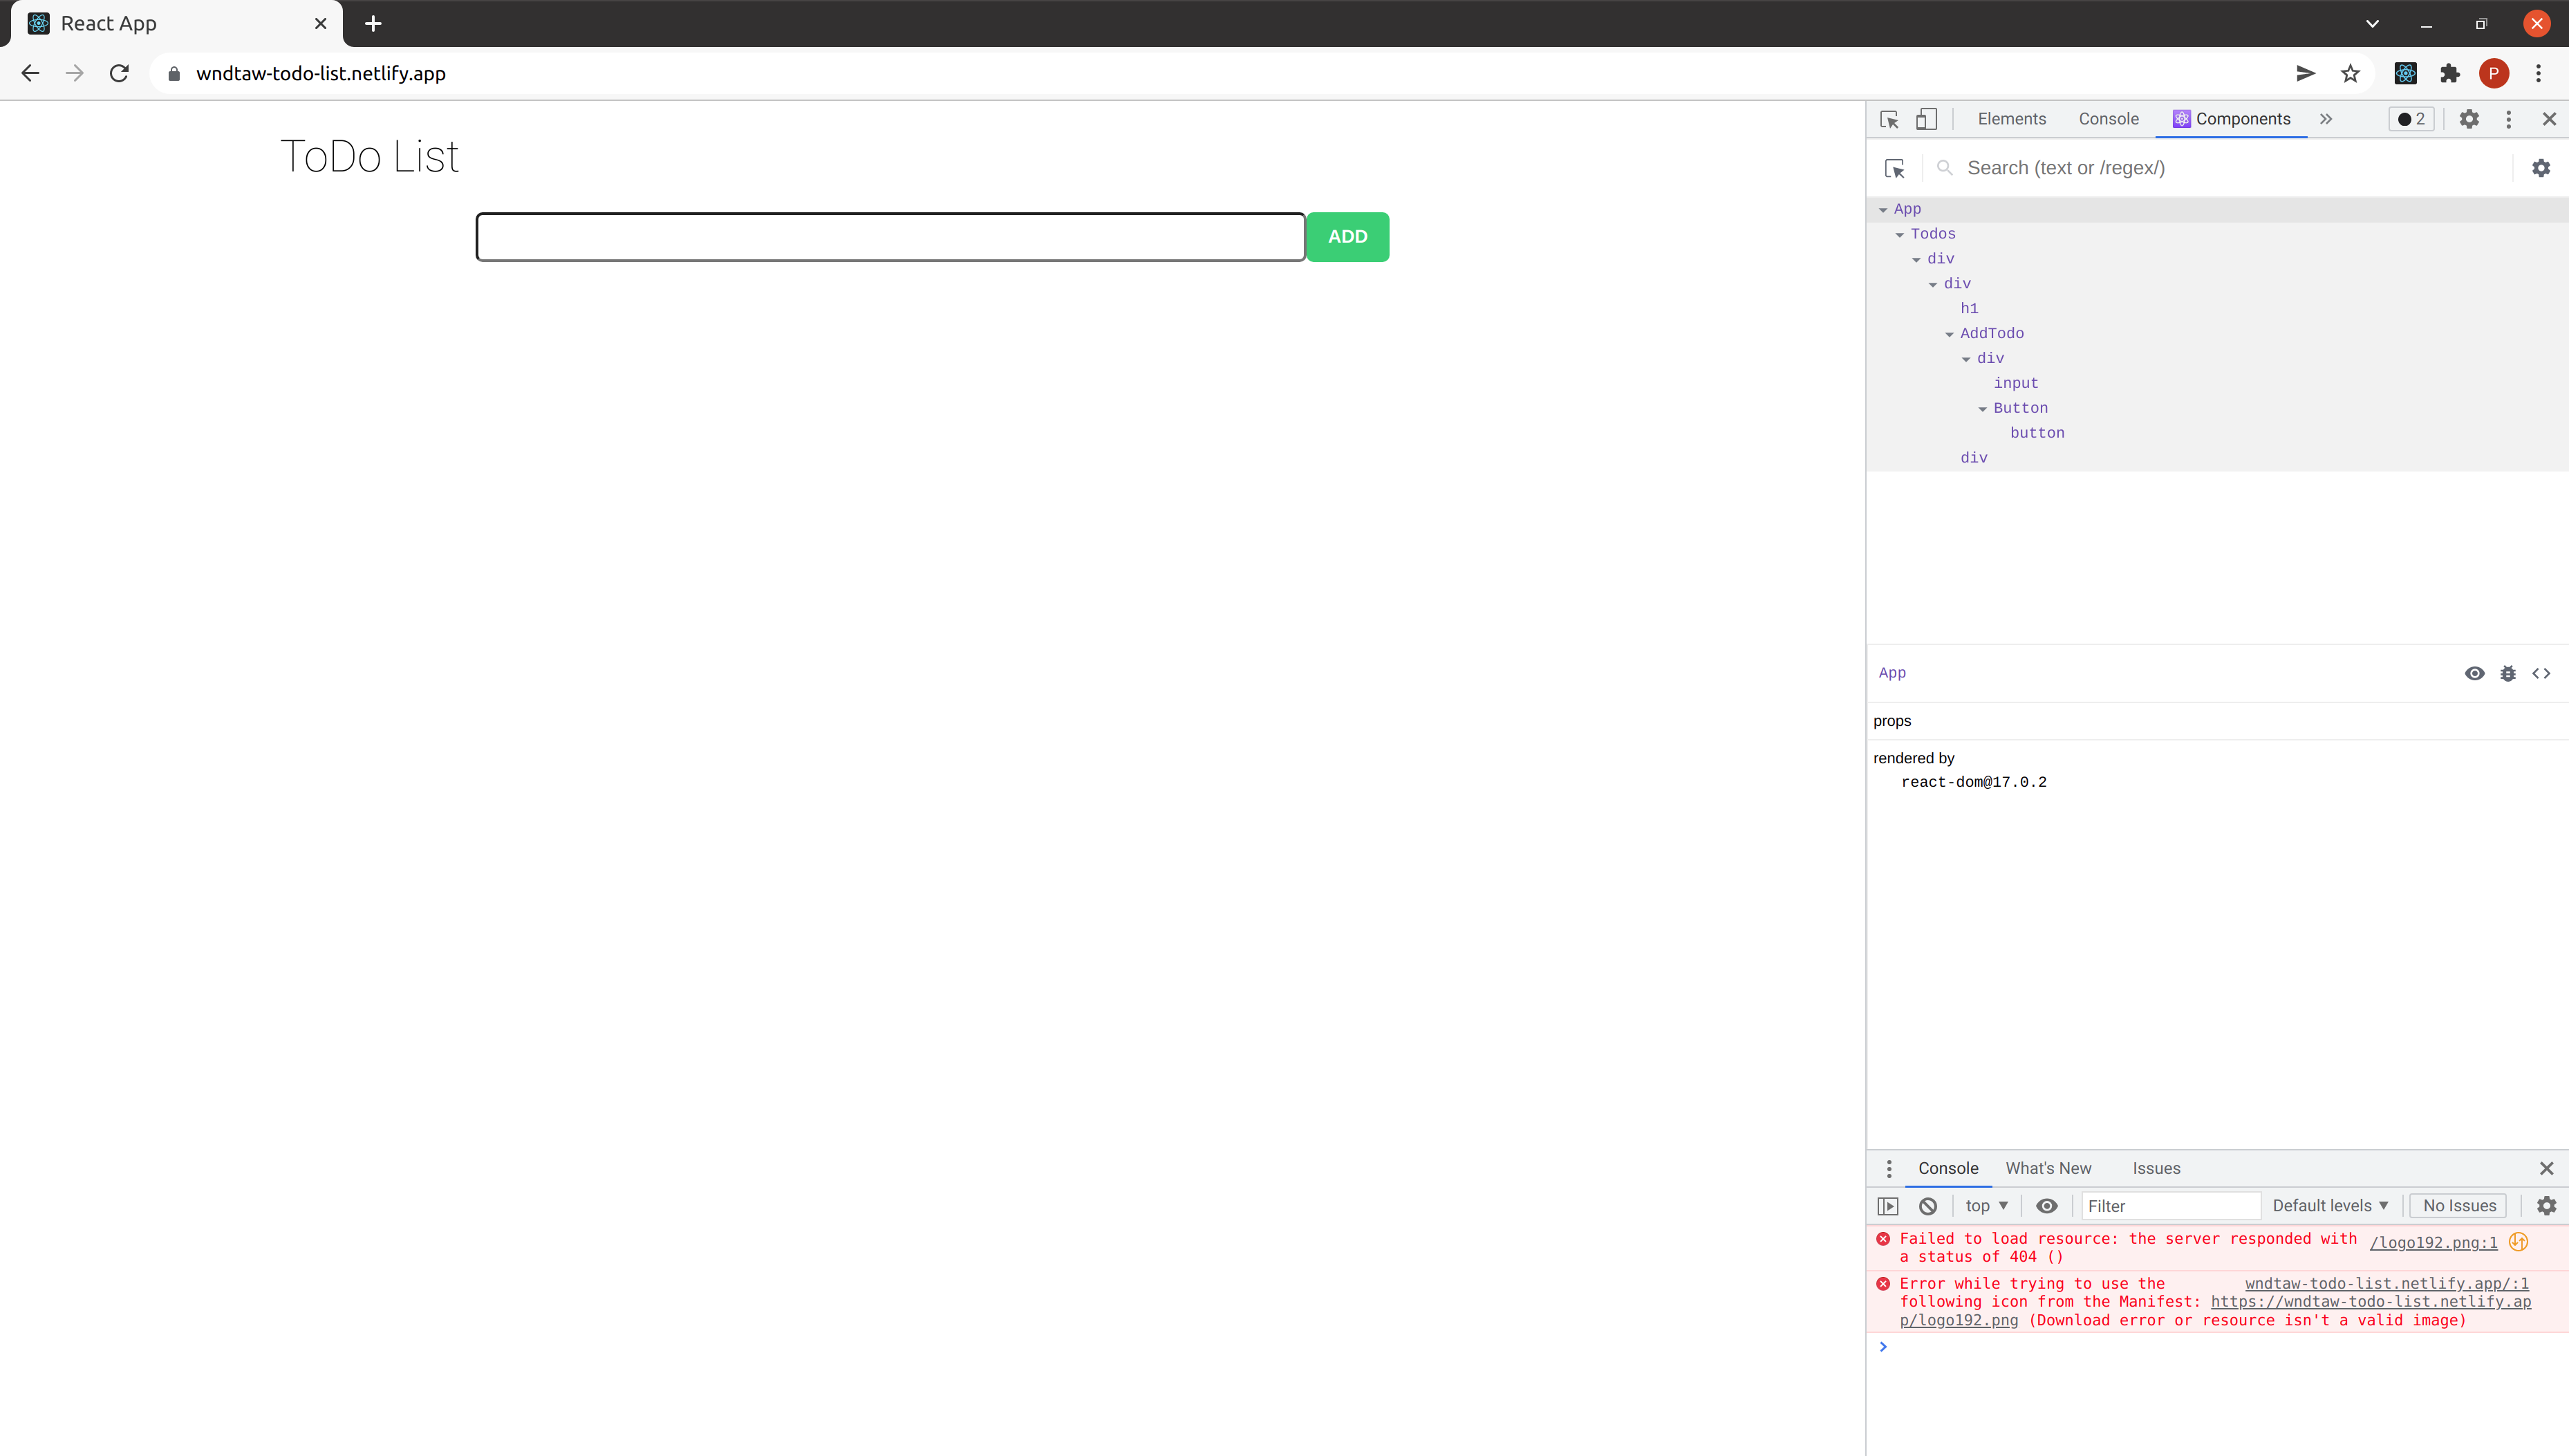 React App
wndtaw-todo-list.netlify.app
P
ToDo List
ADD
Elements
Console
Components
2
Search (text or /regex/)
App
Todos
div
div
h1
AddTodo
div
input
Button
button
div
App
props
rendered by
react-dom@17.0.2
Console
What's New
Issues
top
Filter
Default levels
No Issues
Failed to load resource: the server responded with /logo192.png:1
a status of 404 ()
Error while trying to use the wndtaw-todo-list.netlify.app/:1
following icon from the Manifest: https://wndtaw-todo-list.netlify.ap
p/logo192.png (Download error or resource isn't a valid image)